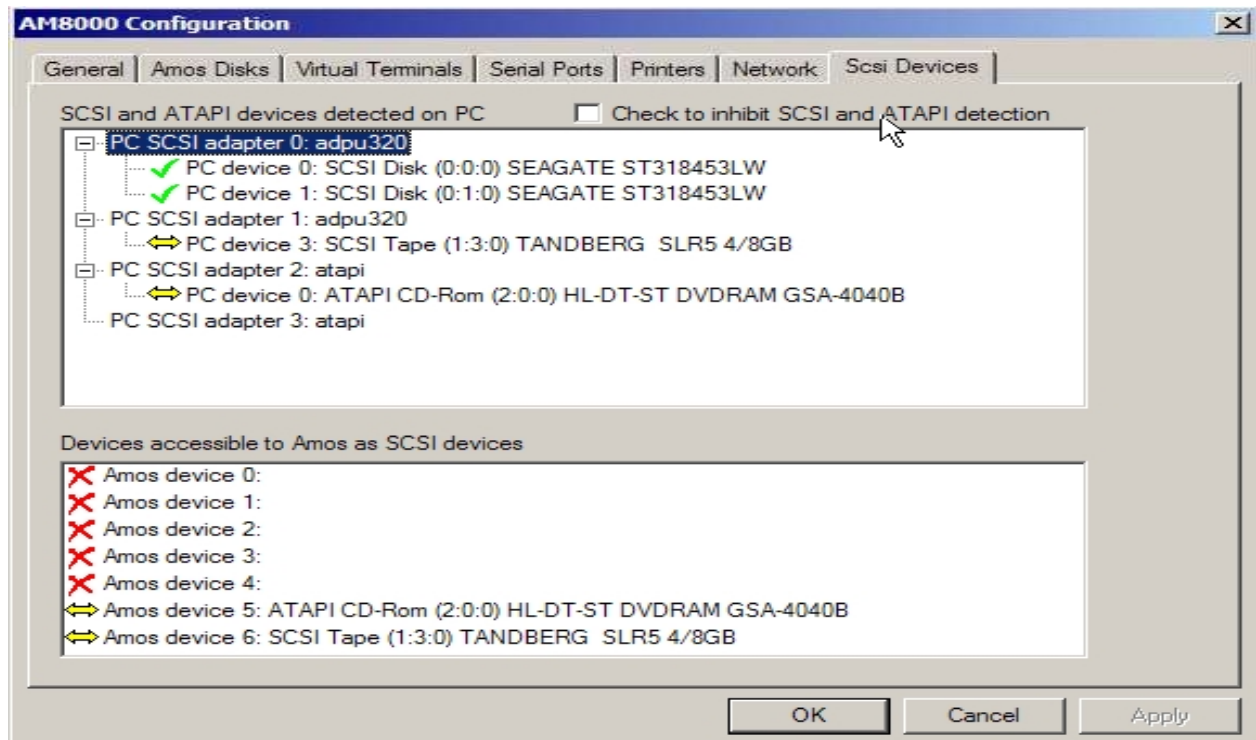 AM8000 Configuration
General Amos Disks Virtual Terminals Serial Ports Printers Network Scsi Devices
SCSI and ATAPI devices detected on PC Check to inhibit SCSI and ATAPI detection
PC SCSI adapter 0: adpu320
PC device 0: SCSI Disk (0:0:0) SEAGATE ST318453LW
PC device 1: SCSI Disk (0:1:0) SEAGATE ST318453LW
PC SCSI adapter 1: adpu320
PC device 3: SCSI Tape (1:3:0) TANDBERG SLR5 4/8GB
PC SCSI adapter 2: atapi
PC device 0: ATAPI CD-Rom (2:0:0) HL-DT-ST DVDRAM GSA-4040B
PC SCSI adapter 3: atapi
Devices accessible to Amos as SCSI devices
Amos device 0:
Amos device 1:
Amos device 2:
Amos device 3:
Amos device 4:
Amos device 5: ATAPI CD-Rom (2:0:0) HL-DT-ST DVDRAM GSA-4040B
Amos device 6: SCSI Tape (1:3:0) TANDBERG SLR5 4/8GB
OK Cancel Apply